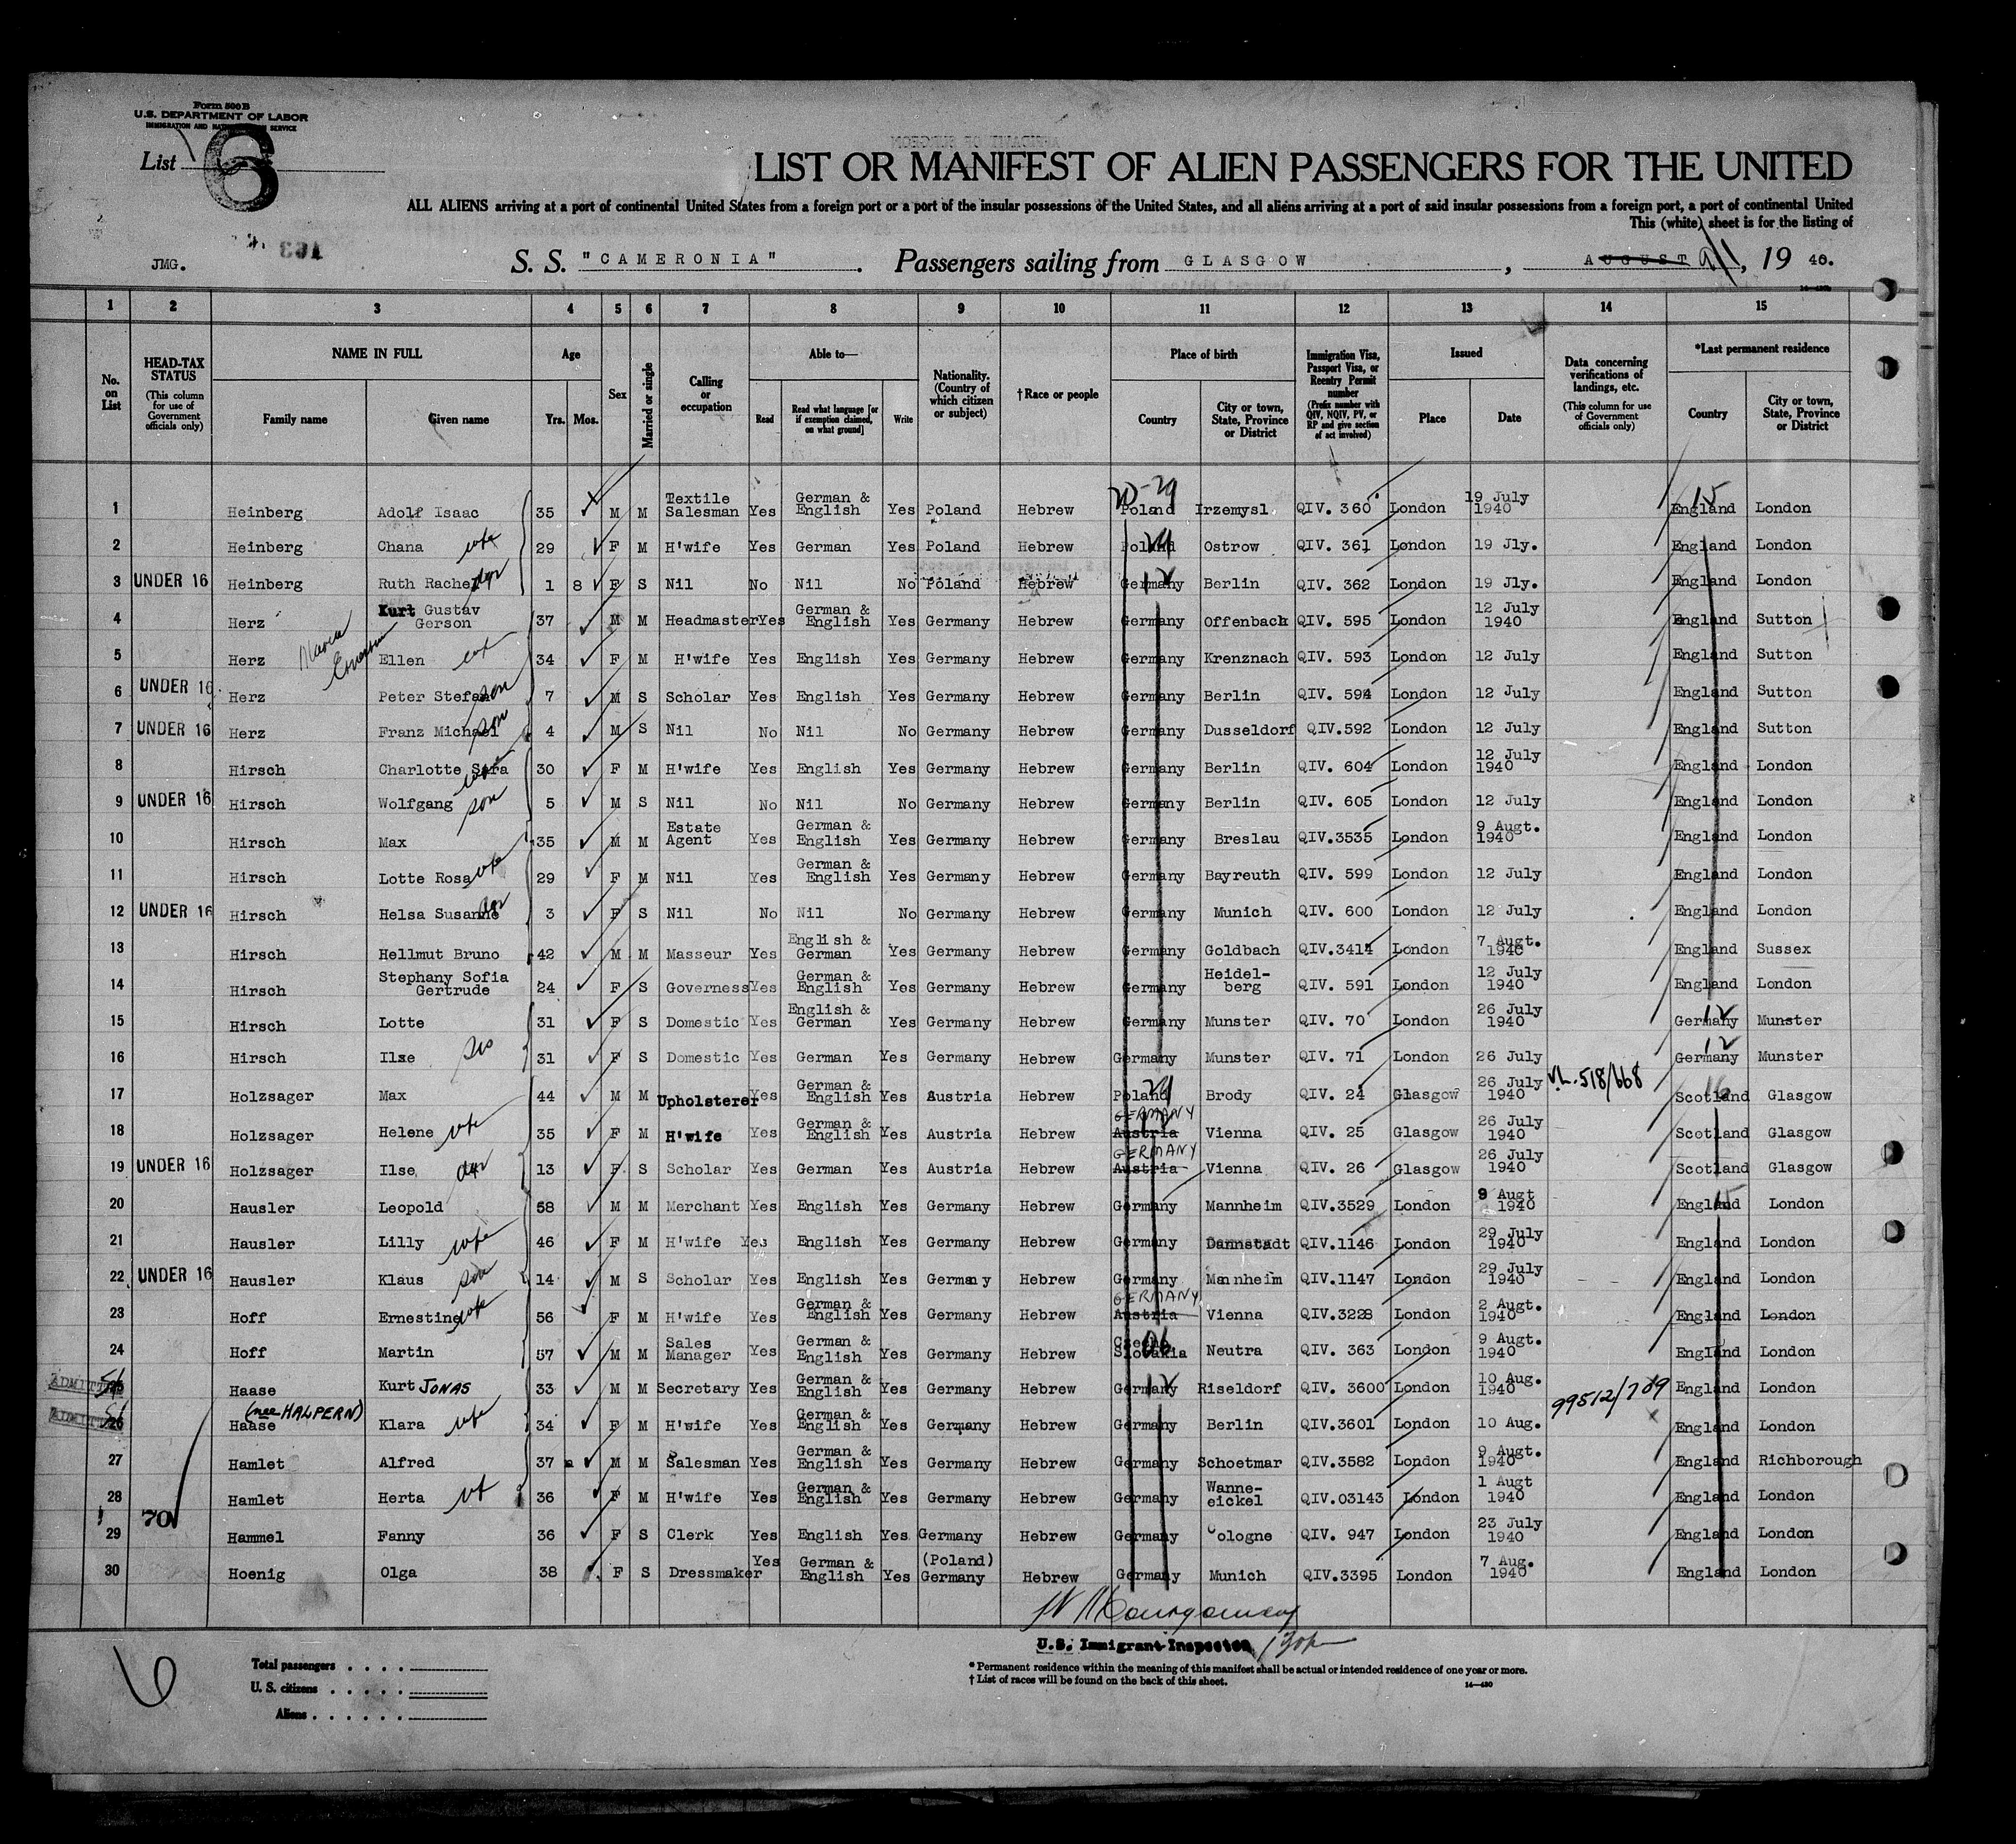 Form 500B
U.S. DEPARTMENT OF LABOR
IMMIGRATION AND NATURALIZATION SERVICE
List 6
LIST OR MANIFEST OF ALIEN PASSENGERS FOR THE UNITED
ALL ALIENS arriving at a port of continental United States from a foreign port or a port of the insular possessions of the United States, and all aliens arriving at a port of said insular possessions from a foreign port, a port of continental United
This (white) sheet is for the listing of
JMG. S. S. "CAMERONIA". Passengers sailing from GLASGOW, AUGUST, 19 40.
1 2 3 4 5 6 7 8 9 10 11 12 13 14 15
No. on List
HEAD-TAX STATUS (This column for use of Government officials only)
NAME IN FULL
Family name Given name
Age
Yrs. Mos.
Sex
Married or single
Calling or occupation
Able to—
Read Read what language [or if exemption claimed, on what ground] Write
Nationality. (Country of which citizen or subject)
†Race or people
Place of birth
Country City or town, State, Province or District
Immigration Visa, Passport Visa, or Reentry Permit number (Prefix number with QIV, NQIV, PV, or RP and give section of act involved)
Issued
Place Date
Data concerning verifications of landings, etc. (This column for use of Government officials only)
*Last permanent residence
Country City or town, State, Province or District
1 Heinberg Adolf Isaac 35 M M Textile Salesman Yes German & English Yes Poland Hebrew Poland Irzemysl QIV. 360 London 19 July 1940 England London
2 Heinberg Chana wfe 29 F M H'wife Yes German Yes Poland Hebrew Poland Ostrow QIV. 361 London 19 Jly. England London
3 UNDER 16 Heinberg Ruth Rachel dgr 1 8 F S Nil No Nil No Poland Hebrew Germany Berlin QIV. 362 London 19 Jly. England London
4 Herz Kurt Gustav Gerson 37 M M Headmaster Yes German & English Yes Germany Hebrew Germany Offenbach QIV. 595 London 12 July 1940 England Sutton
5 Herz Ellen 34 F M H'wife Yes English Yes Germany Hebrew Germany Krenznach QIV. 593 London 12 July England Sutton
6 UNDER 16 Herz Peter Stefan son 7 M S Scholar Yes English Yes Germany Hebrew Germany Berlin QIV. 594 London 12 July England Sutton
7 UNDER 16 Herz Franz Michael son 4 M S Nil No Nil No Germany Hebrew Germany Dusseldorf QIV.592 London 12 July England Sutton
8 Hirsch Charlotte Sara 30 F M H'wife Yes English Yes Germany Hebrew Germany Berlin QIV. 604 London 12 July 1940 England London
9 UNDER 16 Hirsch Wolfgang son 5 M S Nil No Nil No Germany Hebrew Germany Berlin QIV. 605 London 12 July England London
10 Hirsch Max 35 M M Estate Agent Yes German & English Yes Germany Hebrew Germany Breslau QIV.3535 London 9 Augt. 1940 England London
11 Hirsch Lotte Rosa wfe 29 F M Nil Yes German & English Yes Germany Hebrew Germany Bayreuth QIV. 599 London 12 July England London
12 UNDER 16 Hirsch Helsa Susanne dgr 3 F S Nil No Nil No Germany Hebrew Germany Munich QIV. 600 London 12 July England London
13 Hirsch Hellmut Bruno 42 M M Masseur Yes English & German Yes Germany Hebrew Germany Goldbach QIV.3414 London 7 Augt. 1940 England Sussex
14 Hirsch Stephany Sofia Gertrude 24 F S Governess Yes German & English Yes Germany Hebrew Germany Heidel-berg QIV. 591 London 12 July 1940 England London
15 Hirsch Lotte 31 F S Domestic Yes English & German Yes Germany Hebrew Germany Munster QIV. 70 London 26 July 1940 Germany Munster
16 Hirsch Ilse sis 31 F S Domestic Yes German Yes Germany Hebrew Germany Munster QIV. 71 London 26 July Germany Munster
17 Holzsager Max 44 M M Upholsterer Yes German & English Yes Austria Hebrew Poland Brody QIV. 24 Glasgow 26 July 1940 V.L. 518/668 Scotland Glasgow
18 Holzsager Helene wfe 35 F M H'wife Yes German & English Yes Austria Hebrew GERMANY Austria Vienna QIV. 25 Glasgow 26 July 1940 Scotland Glasgow
19 UNDER 16 Holzsager Ilse dgr 13 F S Scholar Yes German Yes Austria Hebrew GERMANY Austria Vienna QIV. 26 Glasgow 26 July 1940 Scotland Glasgow
20 Hausler Leopold 58 M M Merchant Yes English Yes Germany Hebrew Germany Mannheim QIV.3529 London 9 Augt 1940 England London
21 Hausler Lilly wfe 46 F M H'wife Yes English Yes Germany Hebrew Germany Dannstadt QIV.1146 London 29 July 1940 England London
22 UNDER 16 Hausler Klaus son 14 M S Scholar Yes English Yes Germany Hebrew Germany Mannheim QIV.1147 London 29 July 1940 England London
23 Hoff Ernestine wfe 56 F M H'wife Yes German & English Yes Germany Hebrew GERMANY Austria Vienna QIV.3228 London 2 Augt. 1940 England London
24 Hoff Martin 57 M M Sales Manager Yes German & English Yes Germany Hebrew Czecho Slovakia Neutra QIV. 363 London 9 Augt. 1940 England London
ADMITTED 25 Haase Kurt JONAS 33 M M Secretary Yes German & English Yes Germany Hebrew Germany Riseldorf QIV. 3600 London 10 Aug. 1940 99512/709 England London
ADMITTED 26 (nee HALPERN) Haase Klara wfe 34 F M H'wife Yes German & English Yes Germany Hebrew Germany Berlin QIV.3601 London 10 Aug. England London
27 Hamlet Alfred 37 M M Salesman Yes German & English Yes Germany Hebrew Germany Schoetmar QIV.3582 London 9 Augt. 1940 England Richborough
28 Hamlet Herta wf 36 F M H'wife Yes German & English Yes Germany Hebrew Germany Wanne-eickel QIV.03143 London 1 Augt 1940 England London
70
29 Hammel Fanny 36 F S Clerk Yes English Yes Germany Hebrew Germany Cologne QIV. 947 London 23 July 1940 England London
30 Hoenig Olga 38 F S Dressmaker Yes German & English Yes (Poland) Germany Hebrew Germany Munich QIV.3395 London 7 Aug. 1940 England London
U.S. Immigrant Inspector
6
Total passengers
U. S. citizens
Aliens
* Permanent residence within the meaning of this manifest shall be actual or intended residence of one year or more.
† List of races will be found on the back of this sheet.
14—430